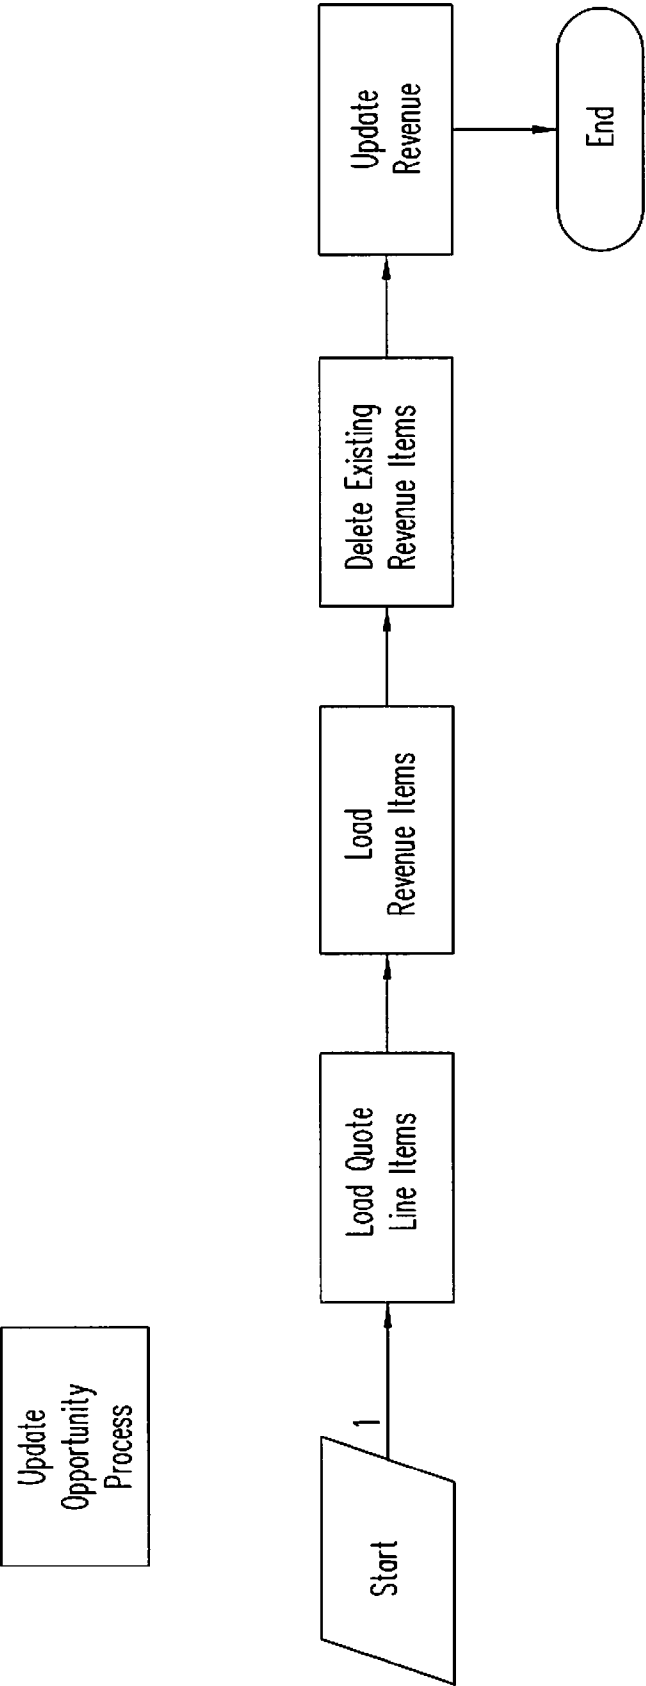 Update
Opportunity
Process
Start
1
Load Quote
Line Items
Load
Revenue Items
Delete Existing
Revenue Items
Update
Revenue
End